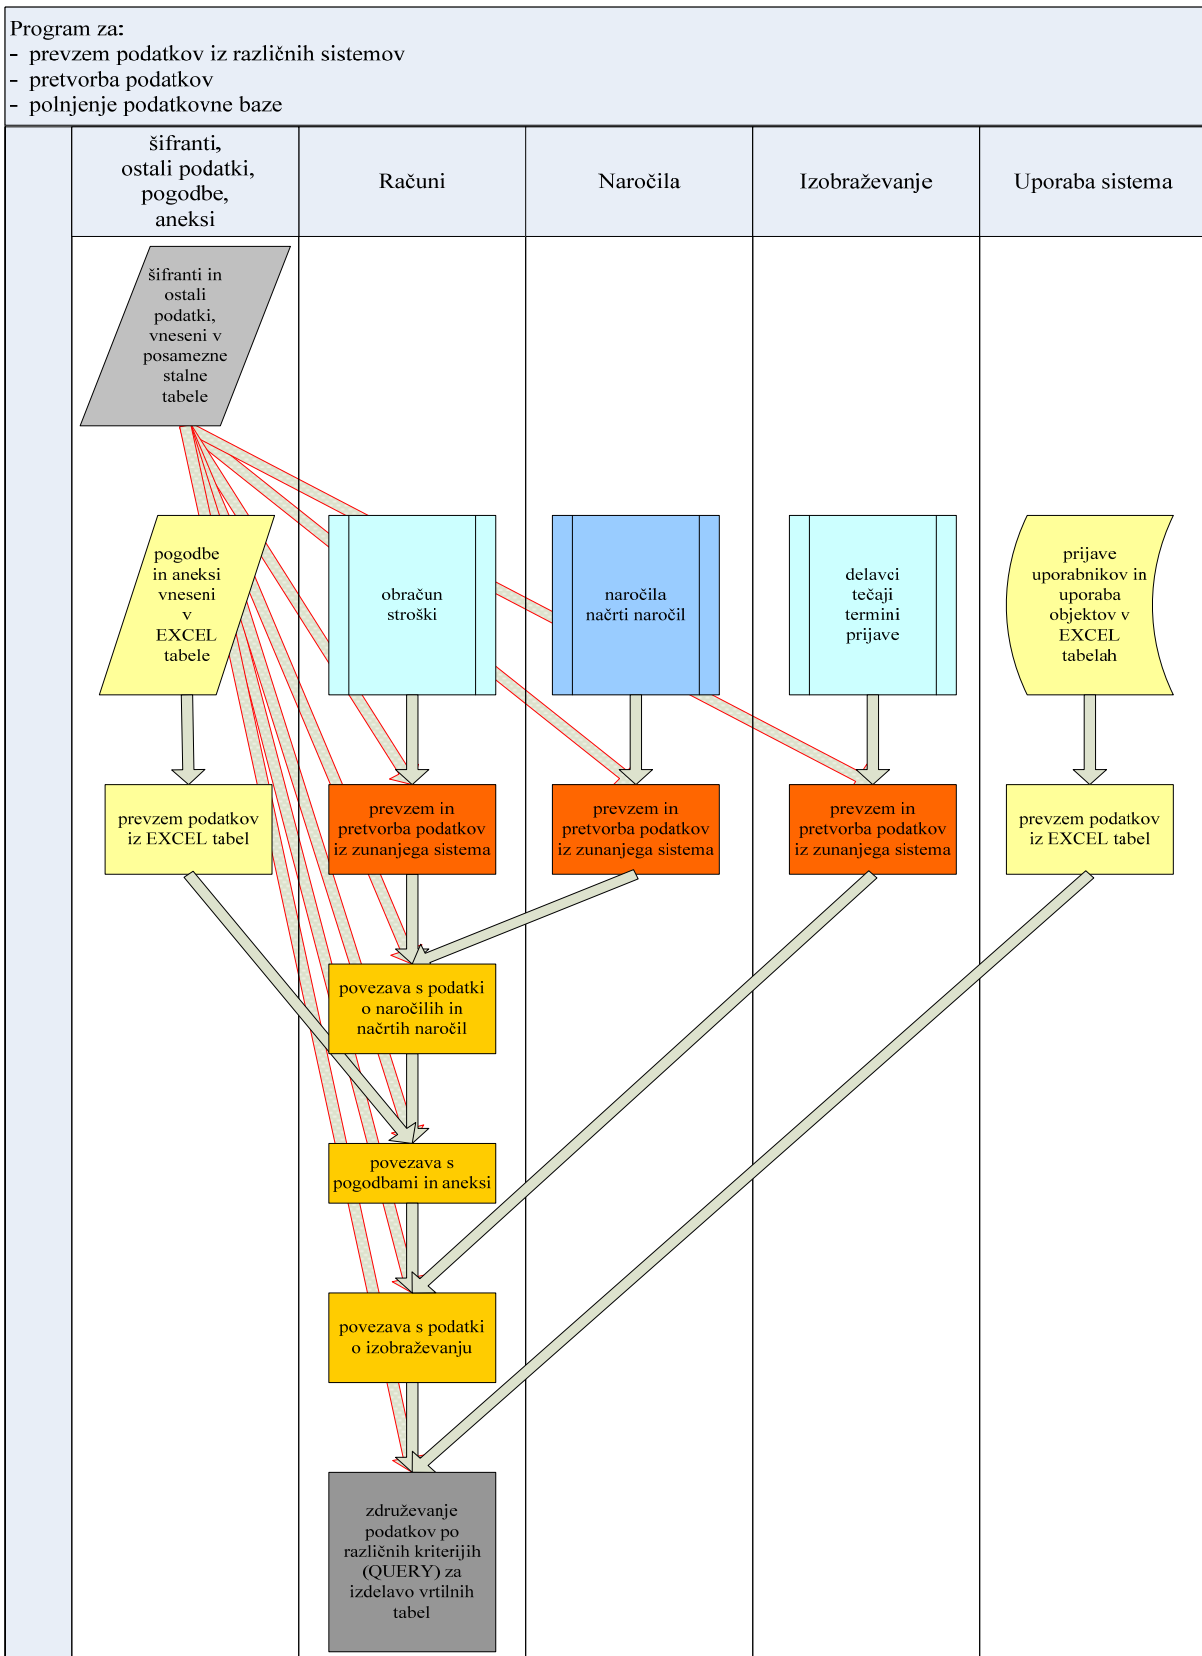 Program za:
- prevzem podatkov iz različnih sistemov
- pretvorba podatkov
- polnjenje podatkovne baze
šifranti,
ostali podatki,
pogodbe,
aneksi
Računi
Naročila
Izobraževanje
Uporaba sistema
šifranti in
ostali
podatki,
vneseni v
posamezne
stalne
tabele
pogodbe
in aneksi
vneseni
v
EXCEL
tabele
obračun
stroški
naročila
načrti naročil
delavci
tečaji
termini
prijave
prijave
uporabnikov in
uporaba
objektov v
EXCEL
tabelah
prevzem podatkov
iz EXCEL tabel
prevzem in
pretvorba podatkov
iz zunanjega sistema
prevzem in
pretvorba podatkov
iz zunanjega sistema
prevzem in
pretvorba podatkov
iz zunanjega sistema
prevzem podatkov
iz EXCEL tabel
povezava s podatki
o naročilih in
načrtih naročil
povezava s
pogodbami in aneksi
povezava s podatki
o izobraževanju
združevanje
podatkov po
različnih kriterijih
(QUERY) za
izdelavo vrtilnih
tabel